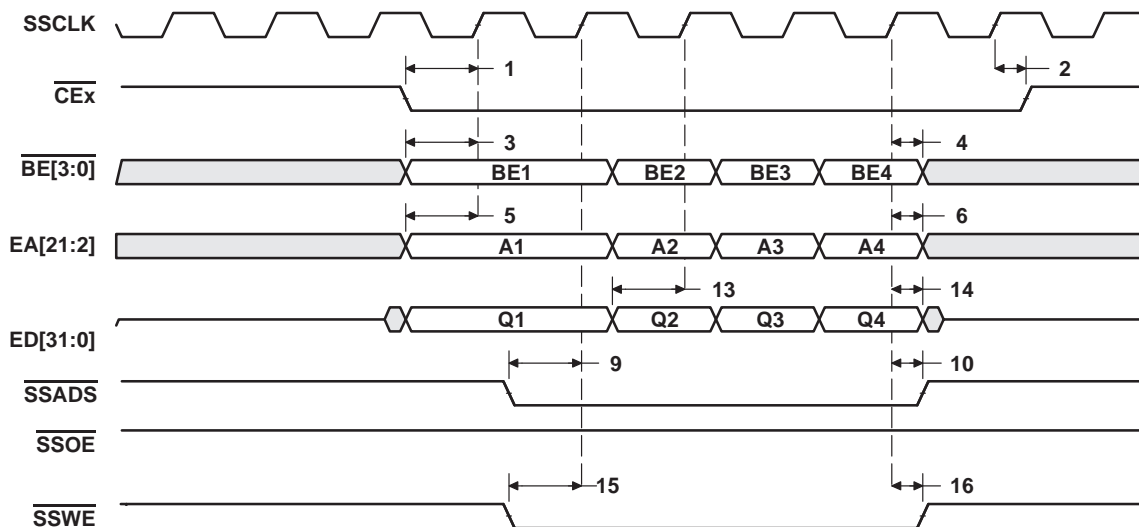 SSCLK
1
2
CEx
3
4
BE[3:0]
BE1
BE2
BE3
BE4
5
6
EA[21:2]
A1
A2
A3
A4
13
14
Q1
Q2
Q3
Q4
ED[31:0]
9
10
SSADS
SSOE
15
16
SSWE